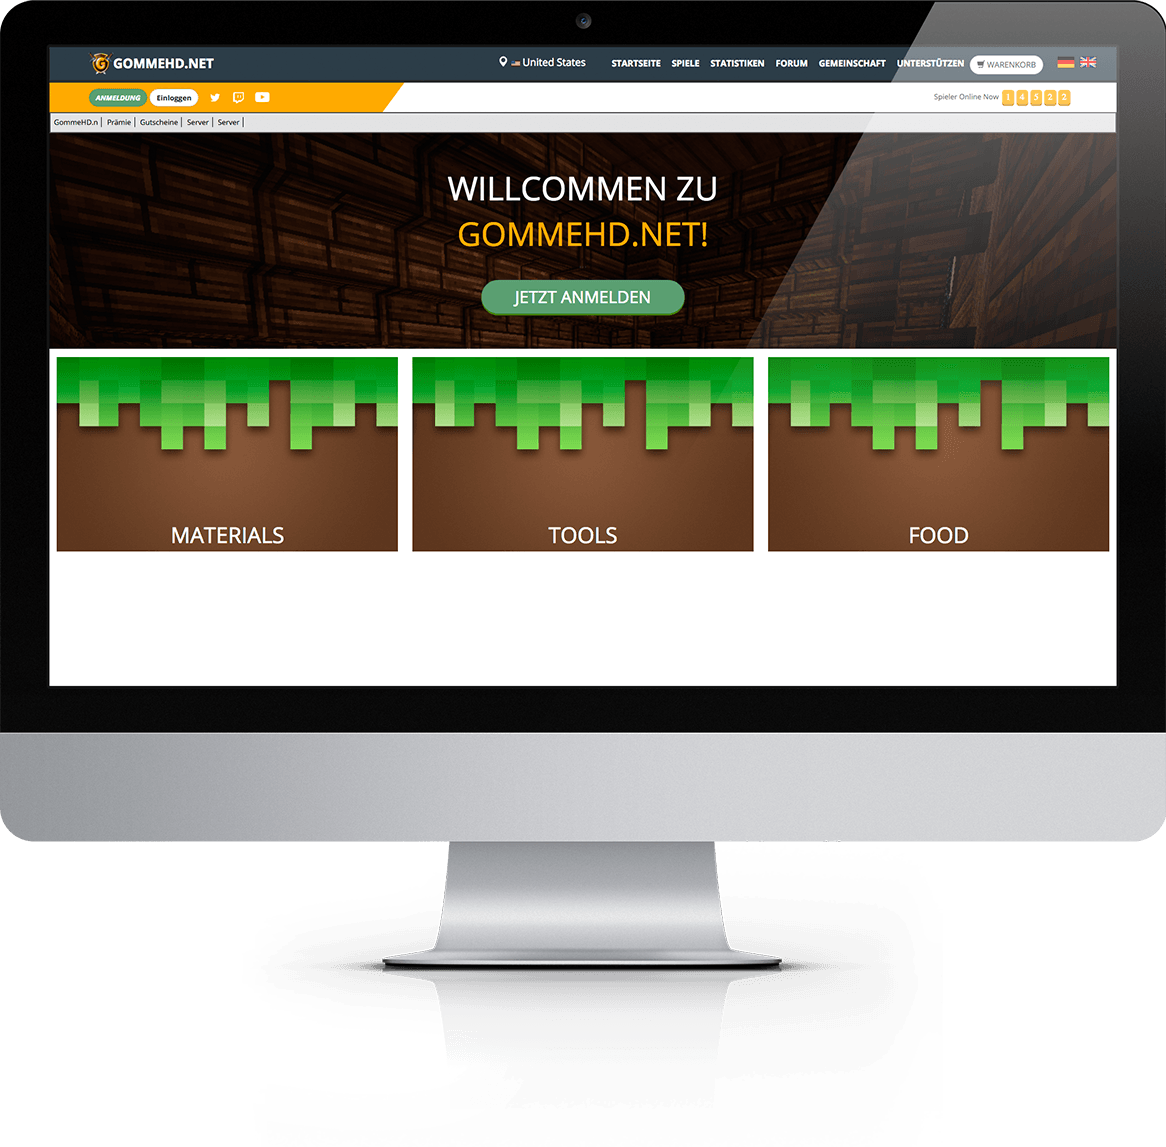 GOMMEHD.NET
United States STARTSEITE SPIELE STATISTIKEN FORUM GEMEINSCHAFT UNTERSTÜTZEN WARENKORB
ANMELDUNG Einloggen
Spieler Online Now 1 4 5 2 2
GommeHD.n | Prämie | Gutscheine | Server | Server |
WILLCOMMEN ZU
GOMMEHD.NET!
JETZT ANMELDEN
MATERIALS
TOOLS
FOOD